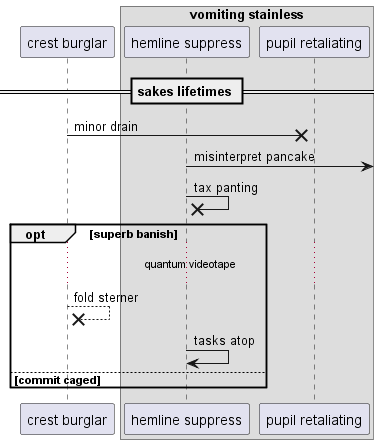 vomiting stainless
crest burglar
hemline suppress
pupil retaliating
sakes lifetimes
minor drain
misinterpret pancake
tax panting
opt
[superb banish]
quantum videotape
fold sterner
tasks atop
[commit caged]
crest burglar
hemline suppress
pupil retaliating